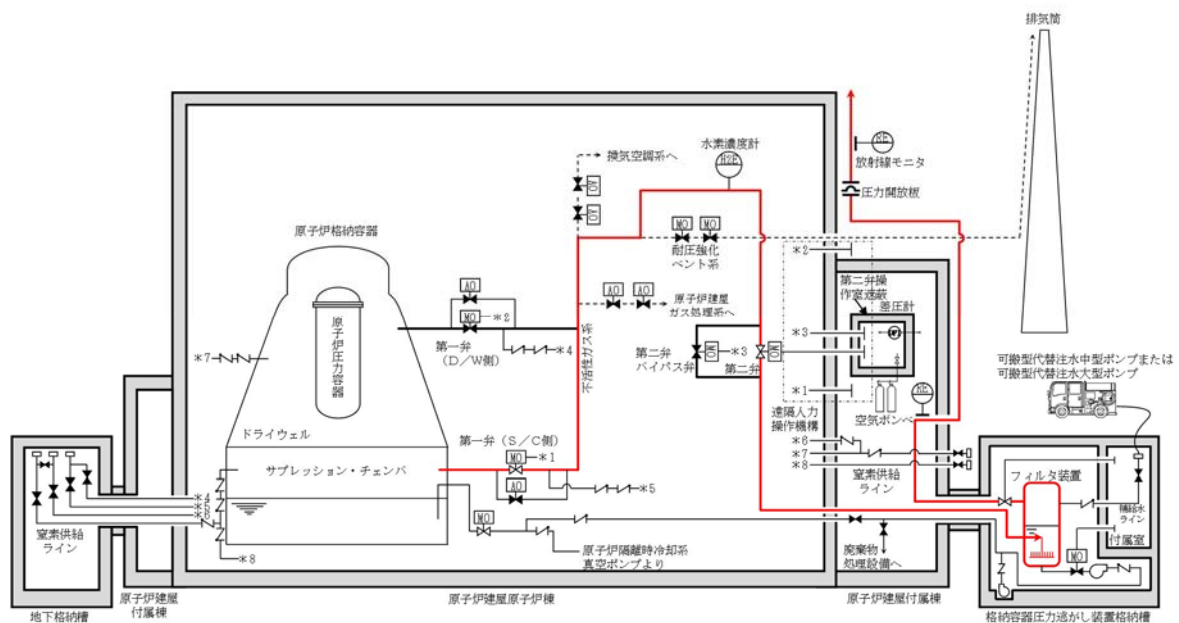 排気筒
換気空調系へ
水素濃度計
H2E
RE
放射線モニタ
圧力開放板
AO
AO
原子炉格納容器
MO
MO
耐圧強化
ベント系
*2
第二弁操
作室遮蔽
差圧計
AO
MO
*2
AO
AO
原子炉建屋
ガス処理系へ
*7
原子炉圧力容器
第一弁
(D/W側)
*4
不活性ガス系
第二弁
バイパス弁
MO
*3
第二弁
MO
*3
*1
遠隔人力
操作機構
空気ボンベ
RE
可搬型代替注水中型ポンプまたは
可搬型代替注水大型ポンプ
ドライウェル
第一弁(S/C側)
MO
*1
サプレッション・チェンバ
AO
*5
*6
*7
*8
窒素供給
ライン
フィルタ装置
補給水
ライン
付属室
MO
*4
*5
*6
窒素供給
ライン
*8
MO
原子炉隔離時冷却系
真空ポンプより
廃棄物
処理設備へ
地下格納槽
原子炉建屋
付属棟
原子炉建屋原子炉棟
原子炉建屋付属棟
格納容器圧力逃がし装置格納槽